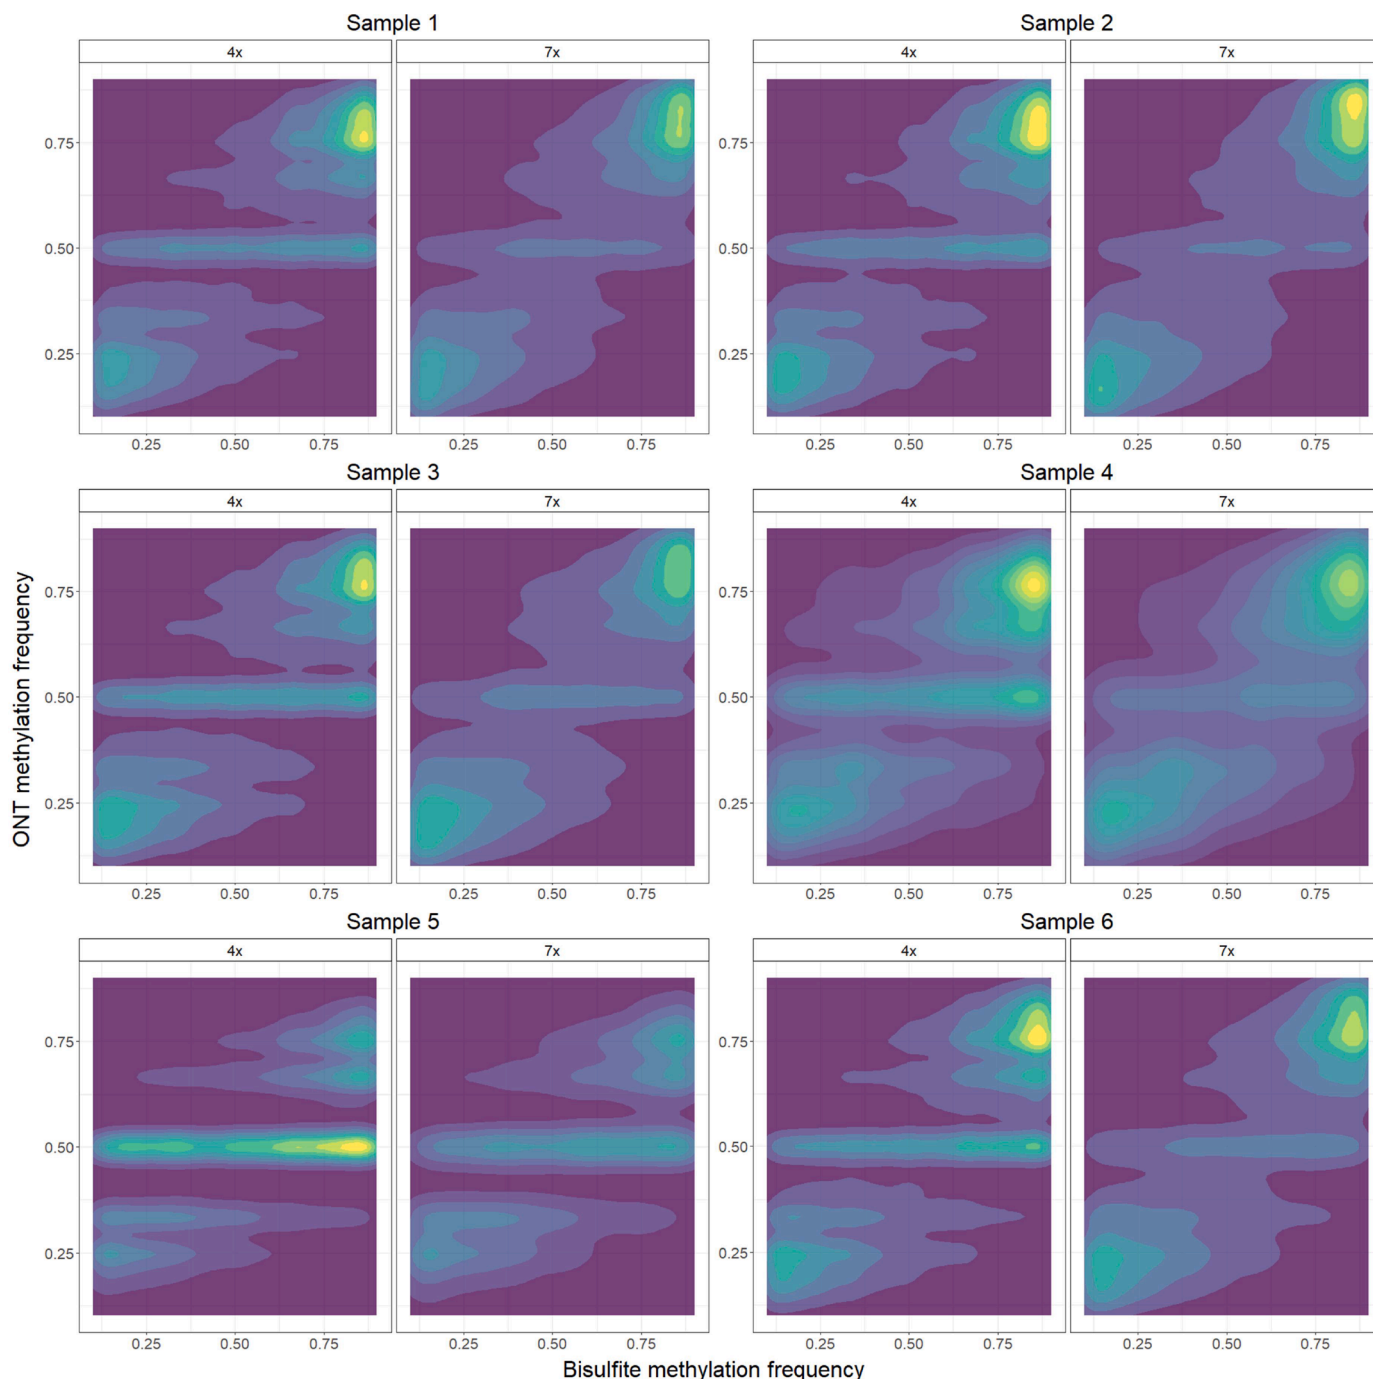 Sample 1 Sample 2
4x 7x 4x 7x
0.75 0.75
0.50 0.50
0.25 0.25
0.25 0.50 0.75 0.25 0.50 0.75 0.25 0.50 0.75 0.25 0.50 0.75
Sample 3 Sample 4
4x 7x 4x 7x
0.75 0.75
0.50 0.50
0.25 0.25
0.25 0.50 0.75 0.25 0.50 0.75 0.25 0.50 0.75 0.25 0.50 0.75
ONT methylation frequency
Sample 5 Sample 6
4x 7x 4x 7x
0.75 0.75
0.50 0.50
0.25 0.25
0.25 0.50 0.75 0.25 0.50 0.75 0.25 0.50 0.75 0.25 0.50 0.75
Bisulfite methylation frequency